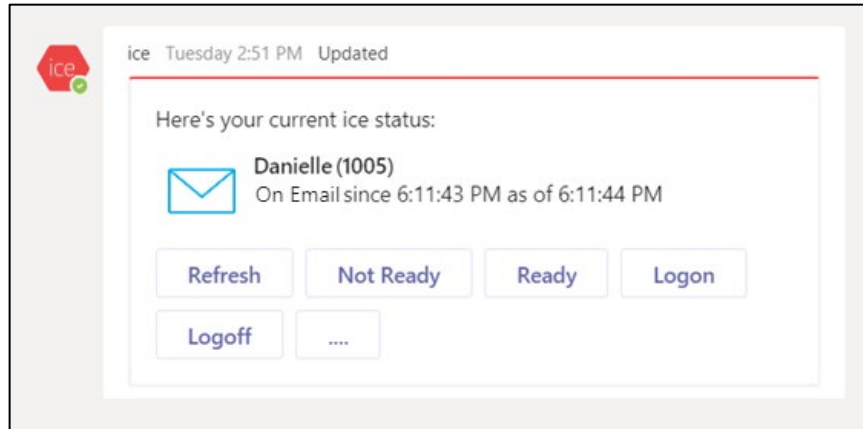 ice
ice Tuesday 2:51 PM Updated
Here's your current ice status:
Danielle (1005)
On Email since 6:11:43 PM as of 6:11:44 PM
Refresh Not Ready Ready Logon
Logoff ....